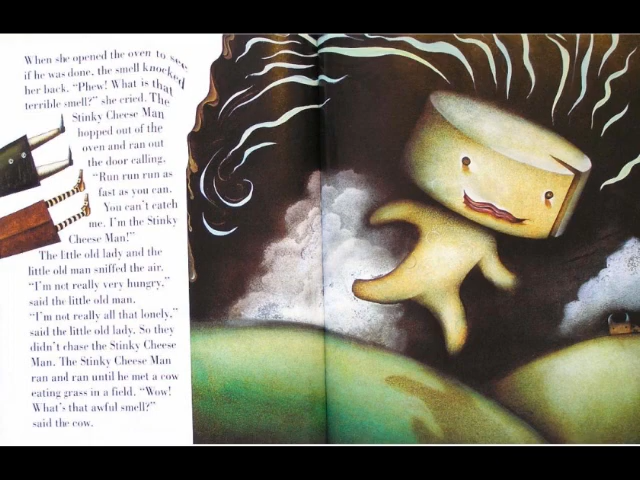 When she opened the oven to see
if he was done, the smell knocked
her back. “Phew! What is that
terrible smell?” she cried. The
Stinky Cheese Man
hopped out of the
oven and ran out
the door calling,
“Run run run as
fast as you can.
You can't catch
me. I'm the Stinky
Cheese Man!”
The little old lady and the
little old man sniffed the air.
“I'm not really very hungry,”
said the little old man.
“I'm not really all that lonely,”
said the little old lady. So they
didn't chase the Stinky Cheese
Man. The Stinky Cheese Man
ran and ran until he met a cow
eating grass in a field. “Wow!
What's that awful smell?”
said the cow.